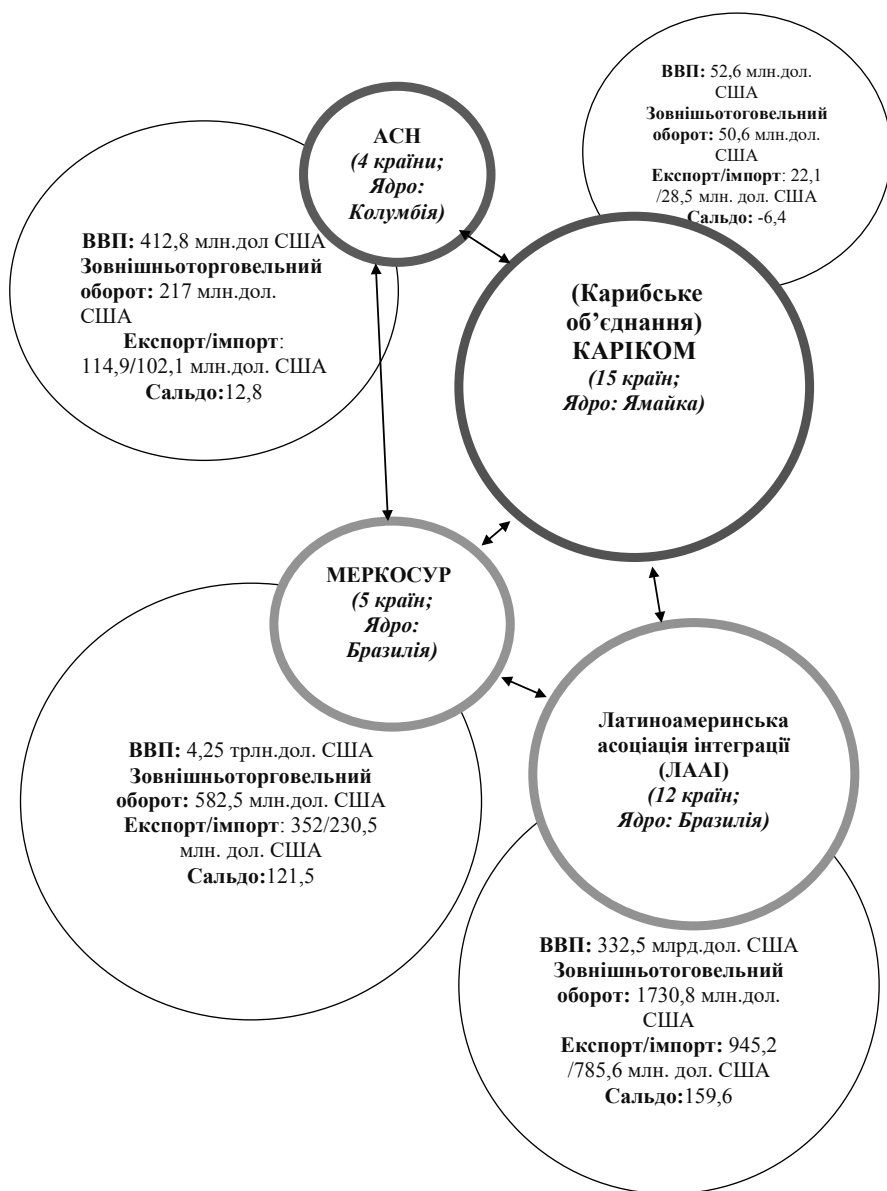 АСН
(4 країни;
Ядро:
Колумбія)
ВВП: 412,8 млн.дол США
Зовнішньоторговельний
оборот: 217 млн.дол.
США
Експорт/імпорт:
114,9/102,1 млн.дол. США
Сальдо:12,8
ВВП: 52,6 млн.дол.
США
Зовнішьотоговельний
оборот: 50,6 млн.дол.
США
Експорт/імпорт: 22,1
/28,5 млн. дол. США
Сальдо: -6,4
(Карибське
об’єднання)
КАРІКОМ
(15 країн;
Ядро: Ямайка)
МЕРКОСУР
(5 країн;
Ядро:
Бразилія)
ВВП: 4,25 трлн.дол. США
Зовнішньоторговельний
оборот: 582,5 млн.дол. США
Експорт/імпорт: 352/230,5
млн. дол. США
Сальдо:121,5
Латиноамеринська
асоціація інтеграції
(ЛААІ)
(12 країн;
Ядро: Бразилія)
ВВП: 332,5 млрд.дол. США
Зовнішньотоговельний
оборот: 1730,8 млн.дол.
США
Експорт/імпорт: 945,2
/785,6 млн. дол. США
Сальдо:159,6